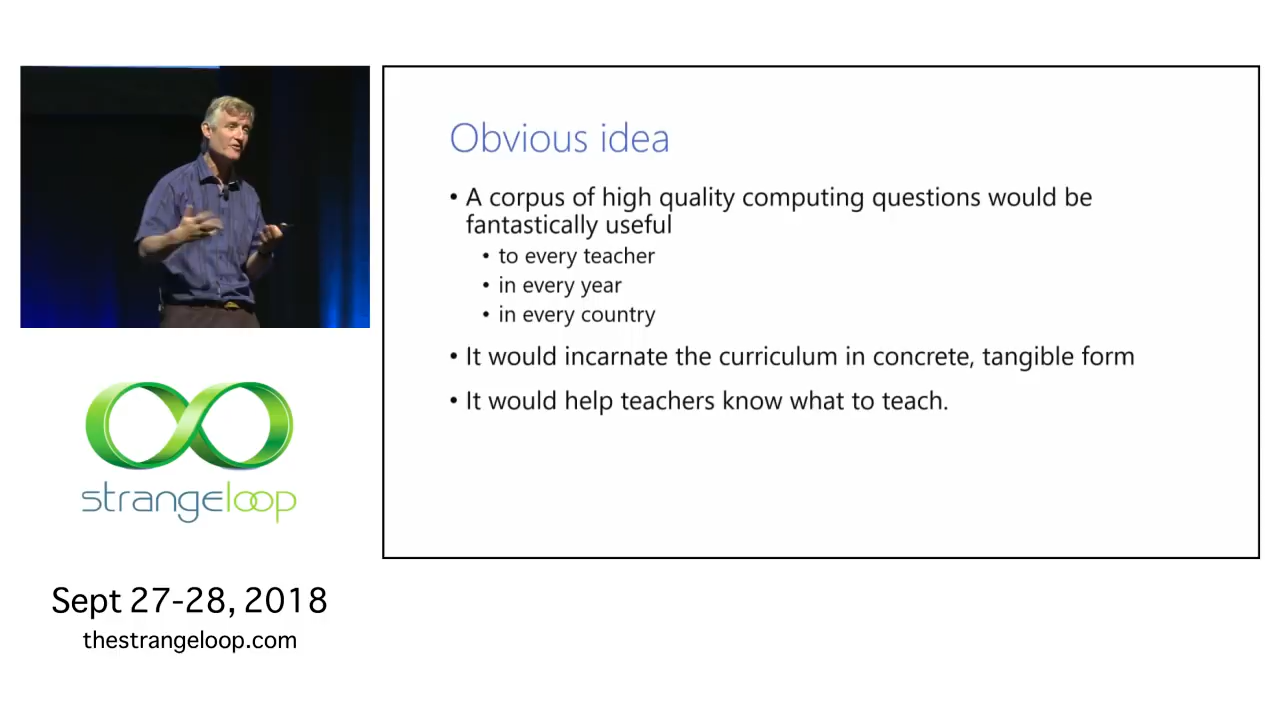 Obvious idea
• A corpus of high quality computing questions would be
fantastically useful
• to every teacher
• in every year
• in every country
• It would incarnate the curriculum in concrete, tangible form
• It would help teachers know what to teach.
strangeloop
Sept 27-28, 2018
thestrangeloop.com